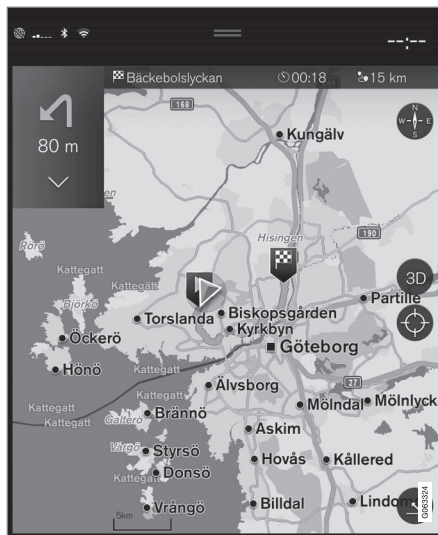 --:--
Bäckebolslyckan 00:18 15 km
80 m
168
Kungälv
N
W E
S
Rörö
Hisingen
190
Kattegatt
Kattegatt
3D
Björkö
Partille
Torslanda
Biskopsgården
Kyrkbyn
Öckerö
Göteborg
Hönö
Kattegatt
27
Älvsborg
Kattegatt
Mölndal
Mölnlyck
Brännö
Kattegatt
Galterö
Askim
Vargö
Styrsö
Hovås
Kållered
Kattegatt
Donsö
Vrångö
Billdal
Lindom
5km
G063324